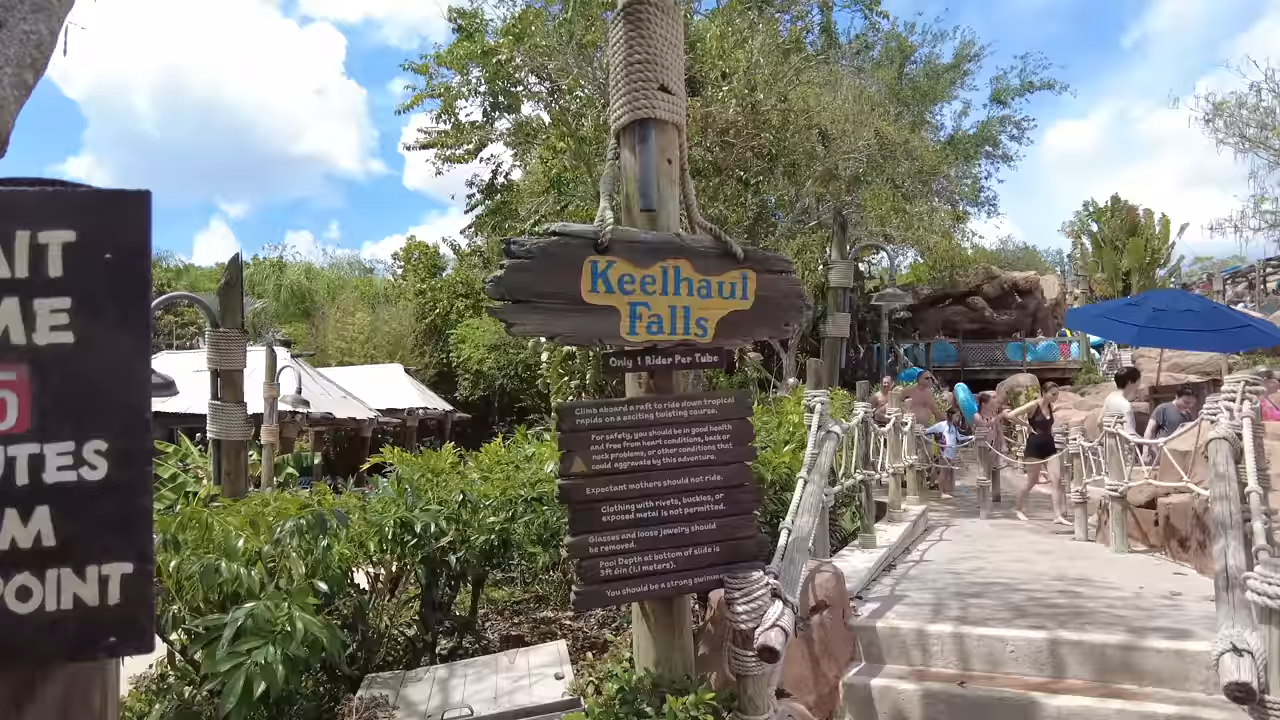 AIT
ME
5
UTES
M
POINT
Keelhaul
Falls
Only 1 Rider Per Tube
Climb aboard a raft to ride down tropical
rapids on a exciting twisting course.
For safety, you should be in good health
and free from heart conditions, back or
neck problems, or other conditions that
could aggravate by this adventure.
Expectant mothers should not ride.
Clothing with rivets, buckles, or
exposed metal is not permitted.
Glasses and loose jewelry should
be removed.
Pool Depth at bottom of slide is
3ft 6in (1,1 meters).
You should be a strong swimme